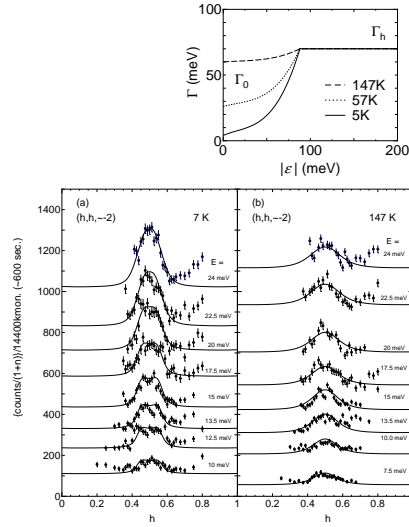 100
50
0
Γ (meV)
Γ0
Γh
147K
57K
5K
0 100 200
|ε| (meV)
(counts/(1+n))/14400kmon. (~600 sec.)
1400
1200
1000
800
600
400
200
0
(a) 7 K
(h,h,~-2)
E =
24 meV
22.5 meV
20 meV
17.5 meV
15 meV
13.5 meV
12.5 meV
10 meV
0 0.2 0.4 0.6 0.8
h
(b) 147 K
(h,h,~-2)
E =
24 meV
22.5 meV
20 meV
17.5 meV
15 meV
13.5 meV
10.0 meV
7.5 meV
1 0 0.2 0.4 0.6 0.8 1
h